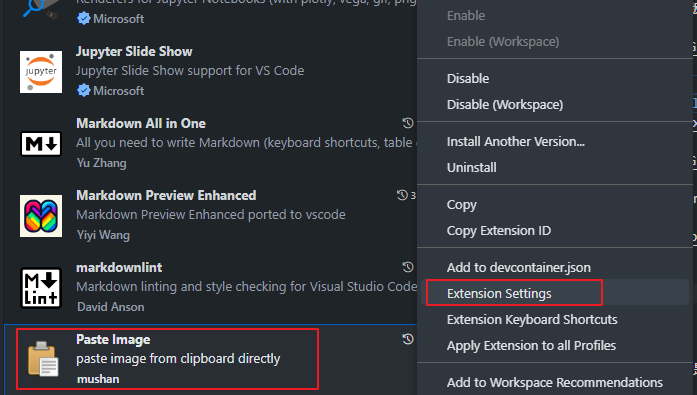 Renderers for Jupyter Notebooks (with plotly, vega, gif, png
Microsoft
Jupyter Slide Show
Jupyter Slide Show support for VS Code
Microsoft
jupyter
Markdown All in One
All you need to write Markdown (keyboard shortcuts, table
Yu Zhang
M
Markdown Preview Enhanced
3
Markdown Preview Enhanced ported to vscode
Yiyi Wang
markdownlint
Markdown linting and style checking for Visual Studio Code
David Anson
M
Lint
Paste Image
paste image from clipboard directly
mushan
Enable
Enable (Workspace)
Disable
Disable (Workspace)
Install Another Version...
Uninstall
Copy
Copy Extension ID
Add to devcontainer.json
Extension Settings
Extension Keyboard Shortcuts
Apply Extension to all Profiles
Add to Workspace Recommendations